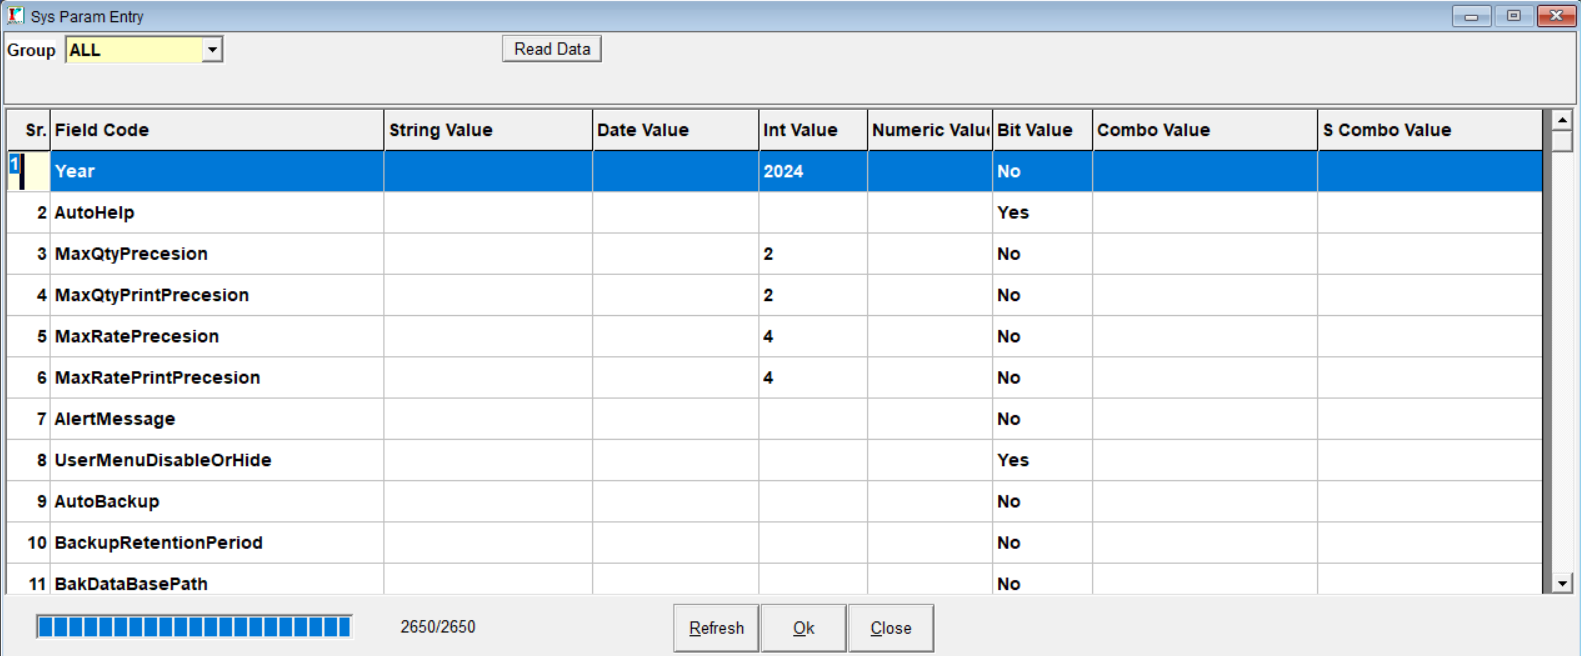 Sys Param Entry
Group ALL Read Data
Sr. Field Code String Value Date Value Int Value Numeric Value Bit Value Combo Value S Combo Value
1 Year 2024 No
2 AutoHelp Yes
3 MaxQtyPrecesion 2 No
4 MaxQtyPrintPrecesion 2 No
5 MaxRatePrecesion 4 No
6 MaxRatePrintPrecesion 4 No
7 AlertMessage No
8 UserMenuDisableOrHide Yes
9 AutoBackup No
10 BackupRetentionPeriod No
11 BakDataBasePath No
2650/2650 Refresh Ok Close